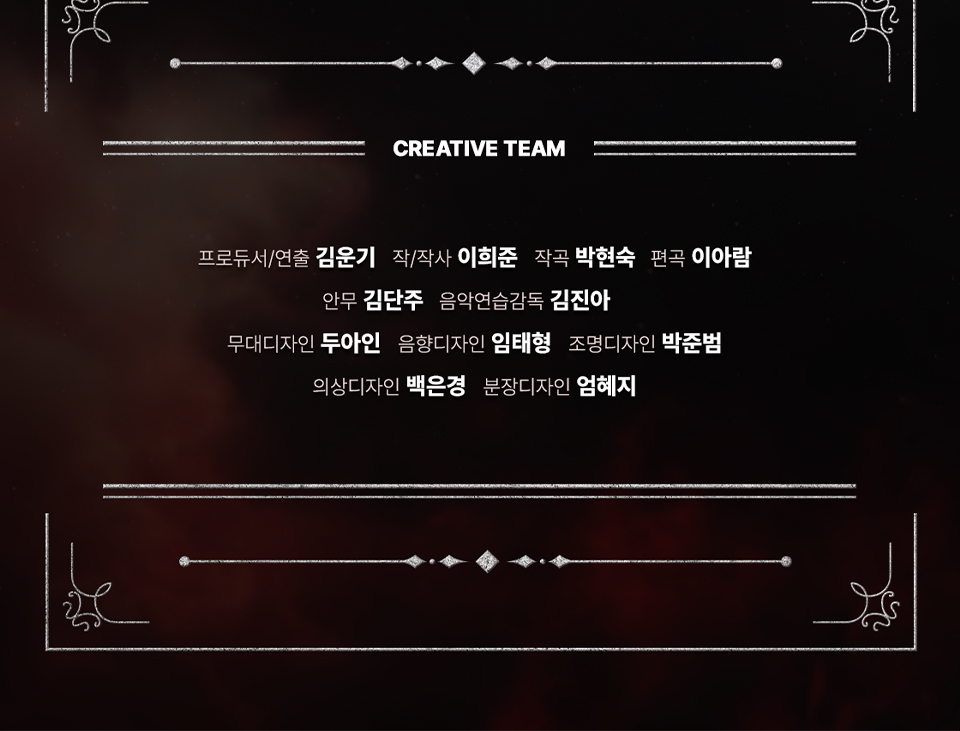 CREATIVE TEAM
프로듀서/연출 김운기 작/작사 이희준 작곡 박현숙 편곡 이아람
안무 김단주 음악연습감독 김진아
무대디자인 두아인 음향디자인 임태형 조명디자인 박준범
의상디자인 백은경 분장디자인 엄혜지